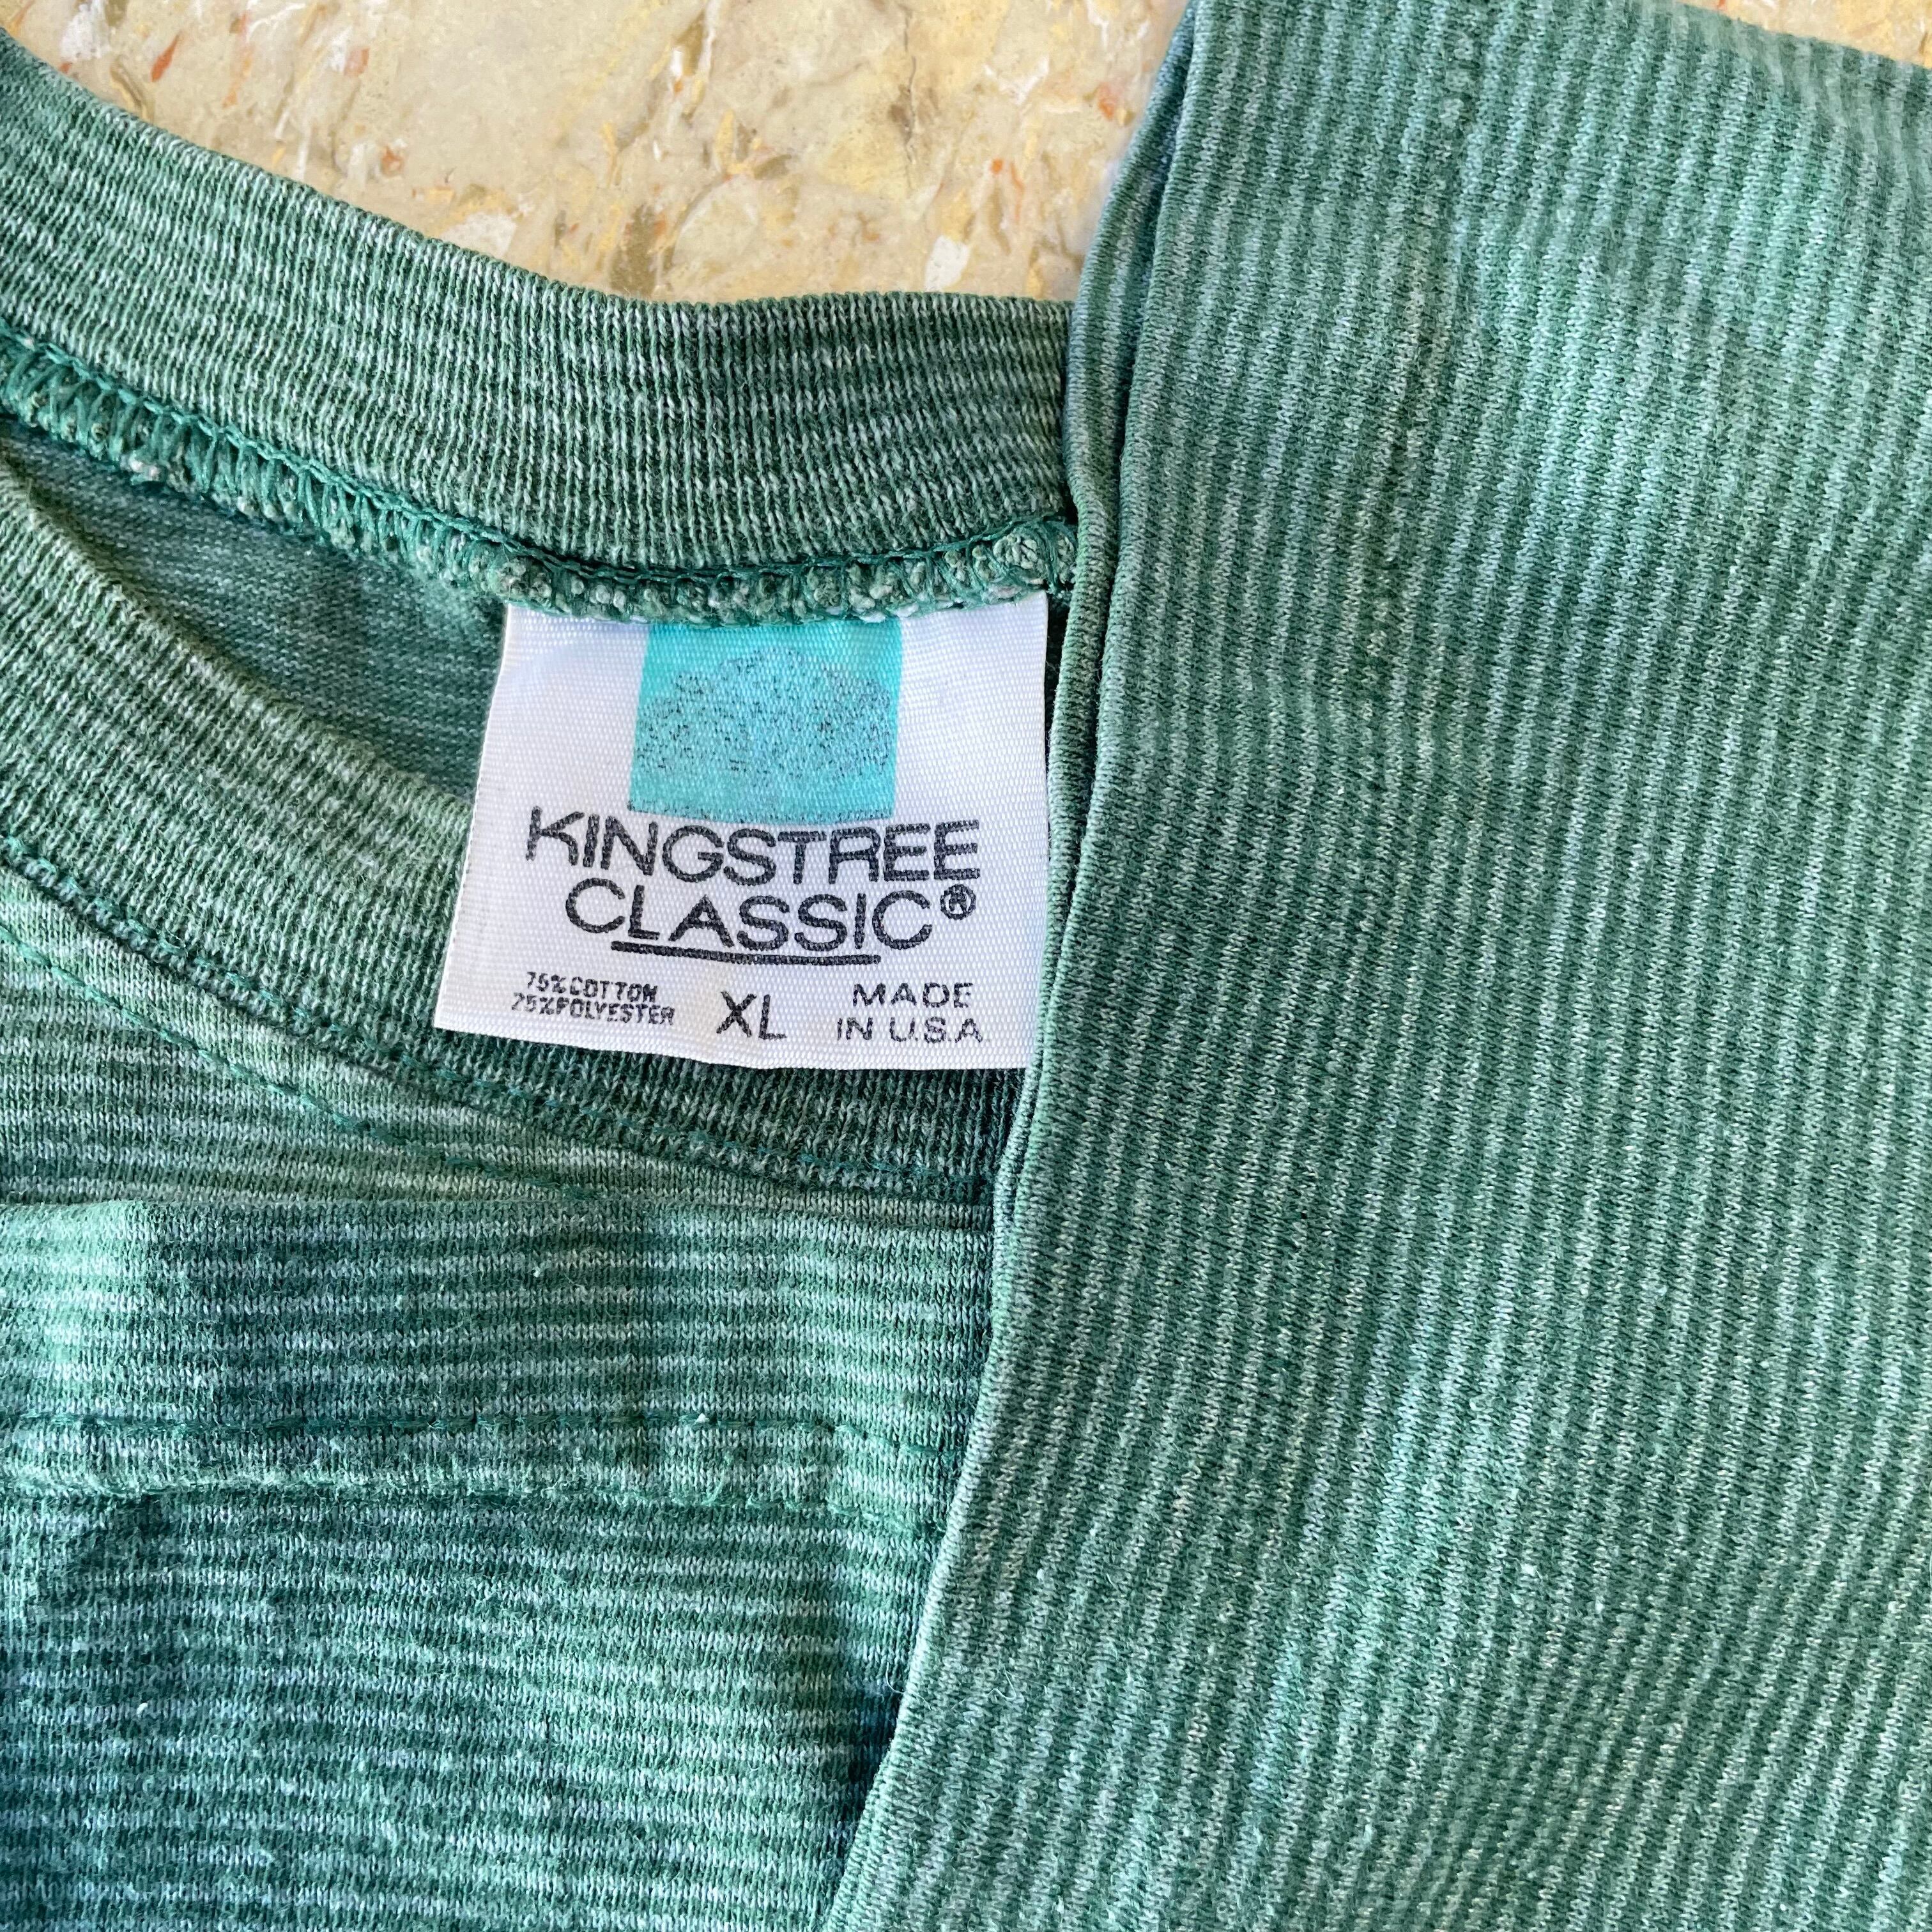 KINGSTREE
CLASSIC®
75% COTTON
25% POLYESTER
XL
MADE
IN U.S.A